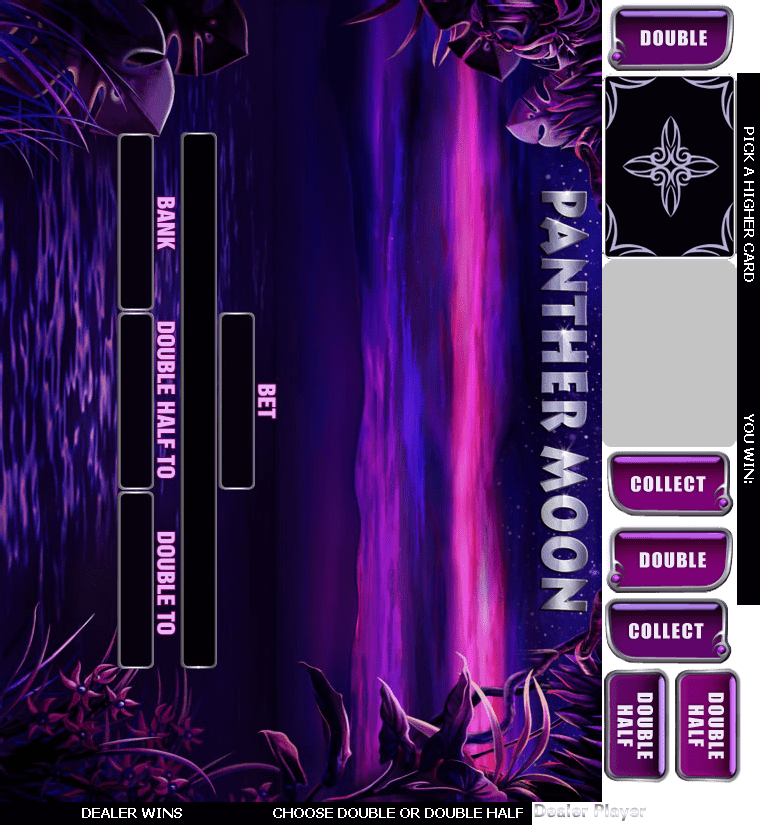 DOUBLE
PICK A HIGHER CARD
YOU WIN:
PANTHER MOON
BET
BANK
DOUBLE HALF TO
DOUBLE TO
COLLECT
DOUBLE
COLLECT
DOUBLE
HALF
DOUBLE
HALF
DEALER WINS
CHOOSE DOUBLE OR DOUBLE HALF
Dealer Player